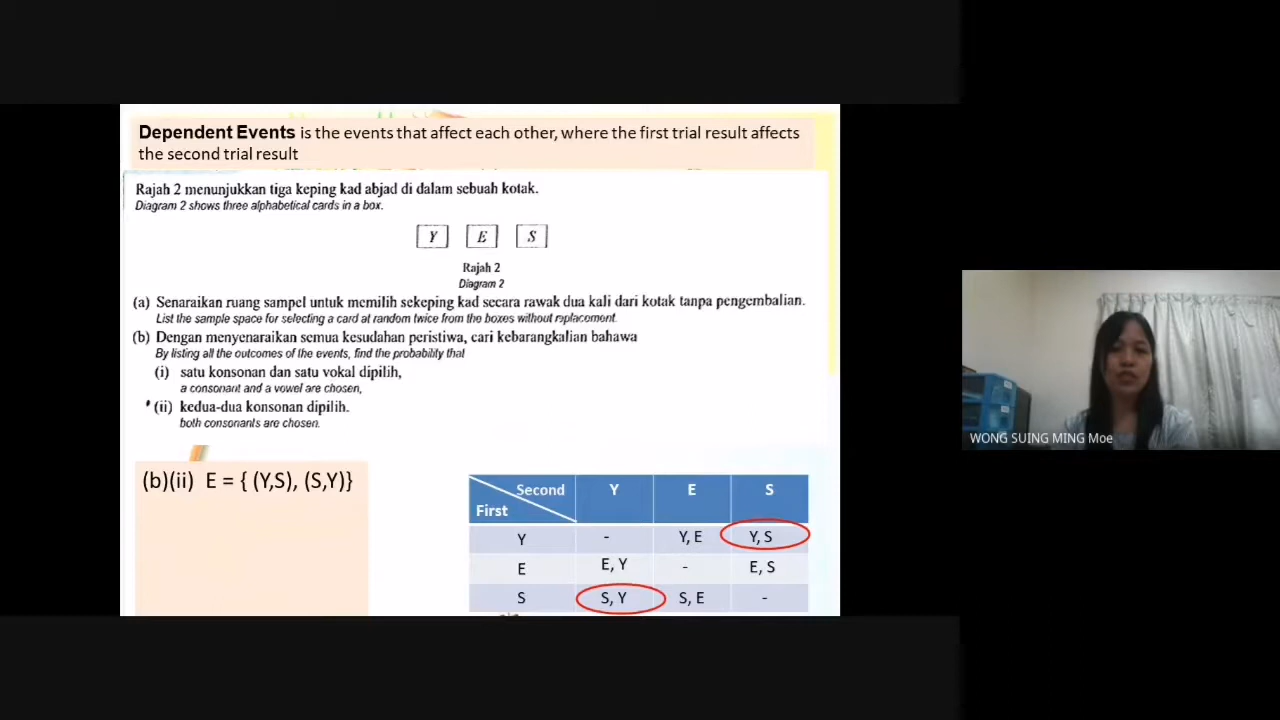 Dependent Events is the events that affect each other, where the first trial result affects
the second trial result
Rajah 2 menunjukkan tiga keping kad abjad di dalam sebuah kotak.
Diagram 2 shows three alphabetical cards in a box.
Y E S
Rajah 2
Diagram 2
(a) Senaraikan ruang sampel untuk memilih sekeping kad secara rawak dua kali dari kotak tanpa pengembalian.
List the sample space for selecting a card at random twice from the boxes without replacement.
(b) Dengan menyenaraikan semua kesudahan peristiwa, cari kebarangkalian bahawa
By listing all the outcomes of the events, find the probability that
(i) satu konsonan dan satu vokal dipilih,
a consonant and a vowel are chosen,
(ii) kedua-dua konsonan dipilih.
both consonants are chosen.
(b)(ii) E = { (Y,S), (S,Y)}
Second Y E S
First
Y - Y, E Y, S
E E, Y - E, S
S S, Y S, E -
WONG SUING MING Moe